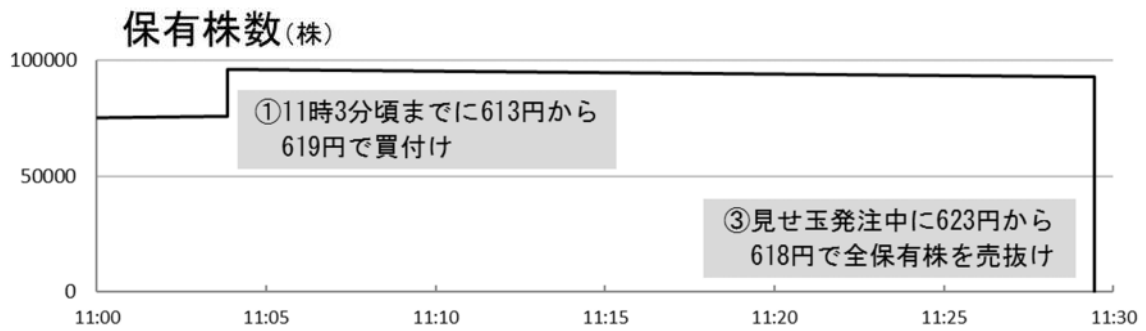 保有株数(株)
100000
①11時3分頃までに613円から
619円で買付け
50000
③見せ玉発注中に623円から
618円で全保有株を売抜け
0
11:00 11:05 11:10 11:15 11:20 11:25 11:30